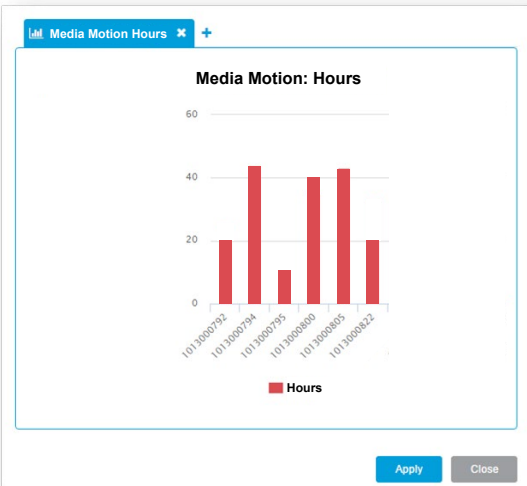 Media Motion Hours ✖ +
Media Motion: Hours
60
40
20
0
1013000792 1013000794 1013000795 1013000800 1013000805 1013000822
Hours
Apply Close